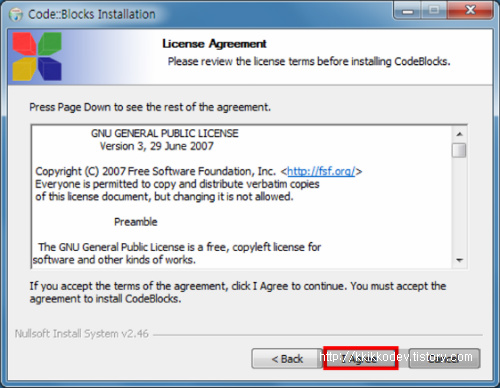 Code::Blocks Installation
License Agreement
Please review the license terms before installing CodeBlocks.
Press Page Down to see the rest of the agreement.
GNU GENERAL PUBLIC LICENSE
Version 3, 29 June 2007
Copyright (C) 2007 Free Software Foundation, Inc. <http://fsf.org/>
Everyone is permitted to copy and distribute verbatim copies
of this license document, but changing it is not allowed.
Preamble
The GNU General Public License is a free, copyleft license for
software and other kinds of works.
If you accept the terms of the agreement, click I Agree to continue. You must accept the
agreement to install CodeBlocks.
Nullsoft Install System v2.46
< Back
http://kkikkodev.tistory.com